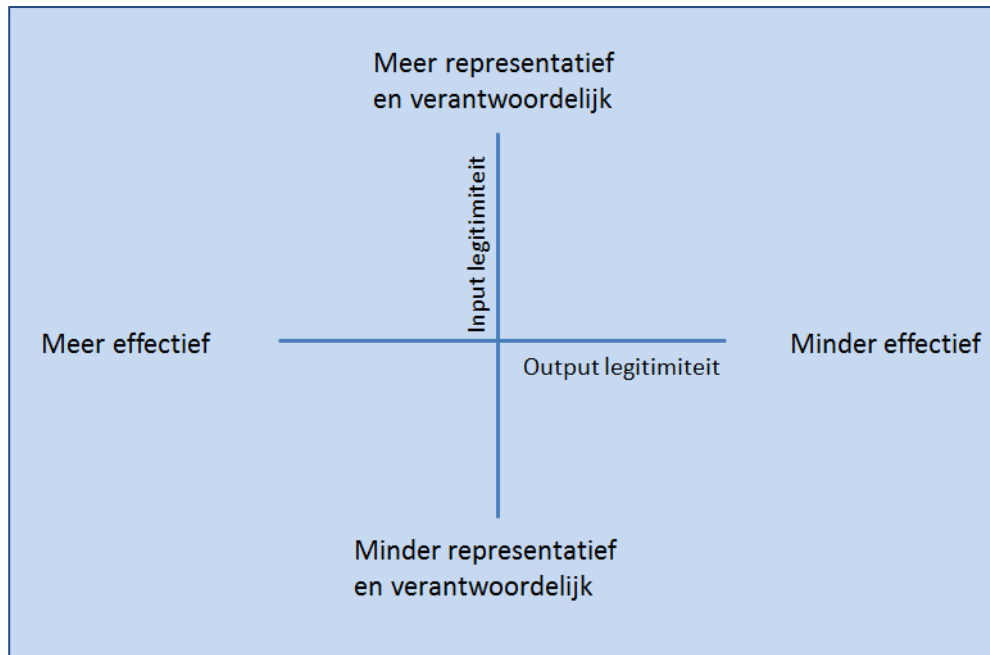 Meer representatief
en verantwoordelijk
Input legitimiteit
Meer effectief
Minder effectief
Output legitimiteit
Minder representatief
en verantwoordelijk